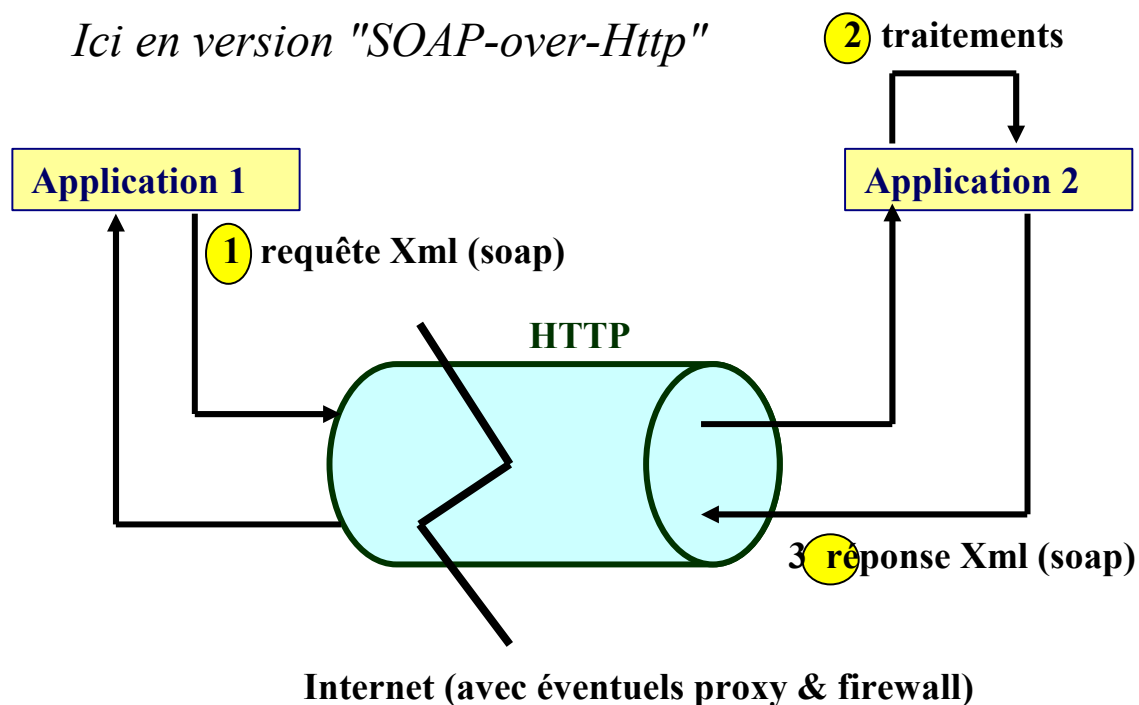 Ici en version "SOAP-over-Http"
2 traitements
Application 1
Application 2
1 requête Xml (soap)
HTTP
3 réponse Xml (soap)
Internet (avec éventuels proxy & firewall)